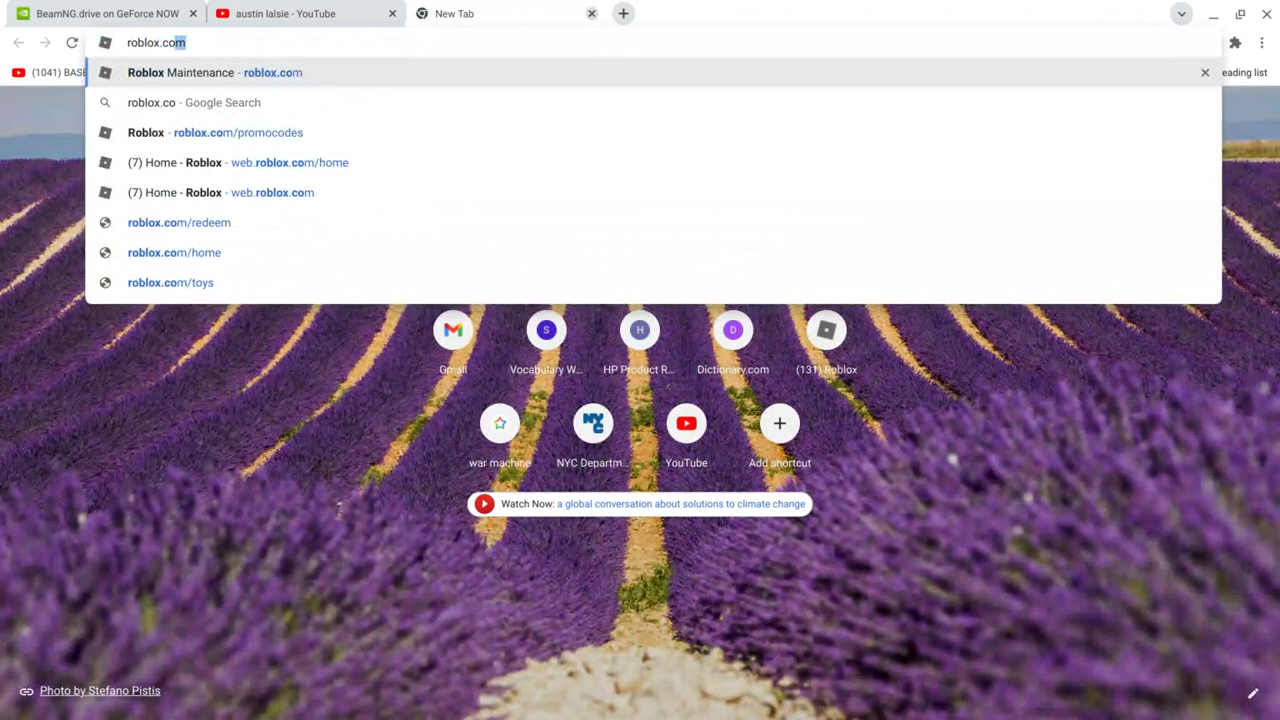 BeamNG.drive on GeForce NOW
austin lalsie - YouTube
New Tab
roblox.com
(1041) BASE
eading list
Roblox Maintenance - roblox.com
roblox.co - Google Search
Roblox - roblox.com/promocodes
(7) Home - Roblox - web.roblox.com/home
(7) Home - Roblox - web.roblox.com
roblox.com/redeem
roblox.com/home
roblox.com/toys
S
H
D
Gmail
Vocabulary W...
HP Product R...
Dictionary.com
(131) Roblox
NYC
war machine
NYC Departm...
YouTube
Add shortcut
Watch Now: a global conversation about solutions to climate change
Photo by Stefano Pistis